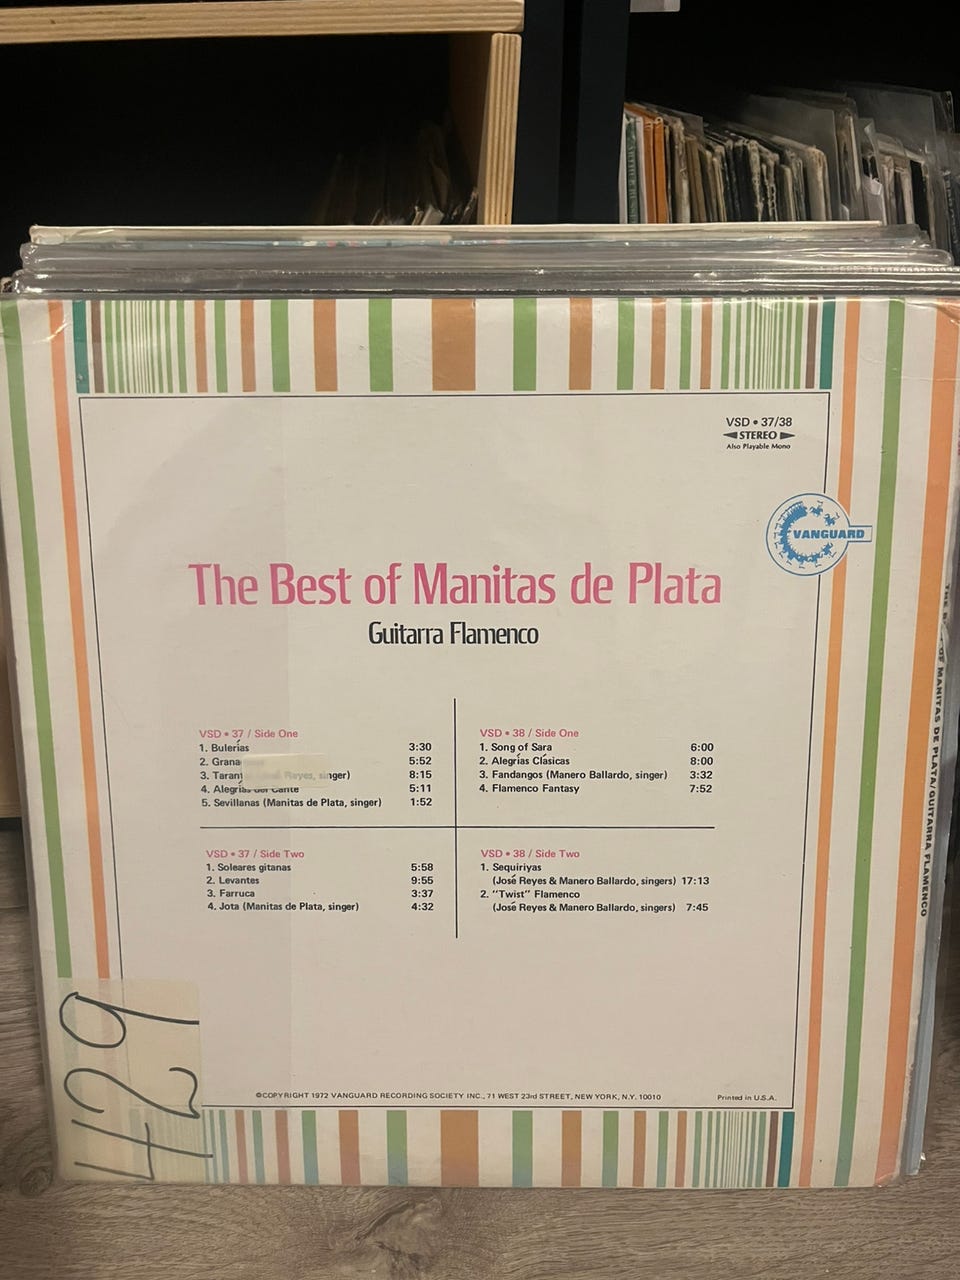 VSD • 37/38
STEREO
Also Playable Mono
VANGUARD
The Best of Manitas de Plata
Guitarra Flamenco
VSD • 37 / Side One
1. Bulerías 3:30
2. Grana 5:52
3. Tarant Reyes, singer) 8:15
4. Alegrías del Cante 5:11
5. Sevillanas (Manitas de Plata, singer) 1:52
VSD • 38 / Side One
1. Song of Sara 6:00
2. Alegrías Clásicas 8:00
3. Fandangos (Manero Ballardo, singer) 3:32
4. Flamenco Fantasy 7:52
VSD • 37 / Side Two
1. Soleares gitanas 5:58
2. Levantes 9:55
3. Farruca 3:37
4. Jota (Manitas de Plata, singer) 4:32
VSD • 38 / Side Two
1. Sequiriyas
(José Reyes & Manero Ballardo, singers) 17:13
2. "Twist" Flamenco
(José Reyes & Manero Ballardo, singers) 7:45
©COPYRIGHT 1972 VANGUARD RECORDING SOCIETY INC., 71 WEST 23rd STREET, NEW YORK, N.Y. 10010
Printed in U.S.A.
429
THE BEST OF MANITAS DE PLATA/GUITARRA FLAMENCO